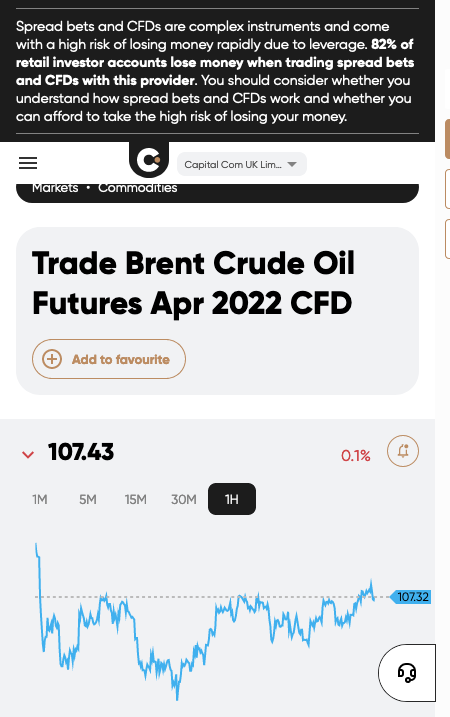 Spread bets and CFDs are complex instruments and come
with a high risk of losing money rapidly due to leverage. 82% of
retail investor accounts lose money when trading spread bets
and CFDs with this provider. You should consider whether you
understand how spread bets and CFDs work and whether you
can afford to take the high risk of losing your money.
Capital Com UK Lim...
Markets • Commodities
Trade Brent Crude Oil
Futures Apr 2022 CFD
Add to favourite
107.43
0.1%
1M 5M 15M 30M 1H
107.32